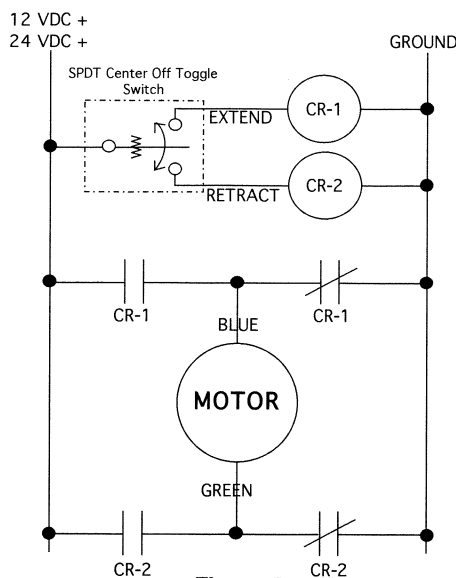 12 VDC +
24 VDC +
GROUND
SPDT Center Off Toggle
Switch
EXTEND
CR-1
RETRACT
CR-2
CR-1
CR-1
BLUE
MOTOR
GREEN
CR-2
CR-2